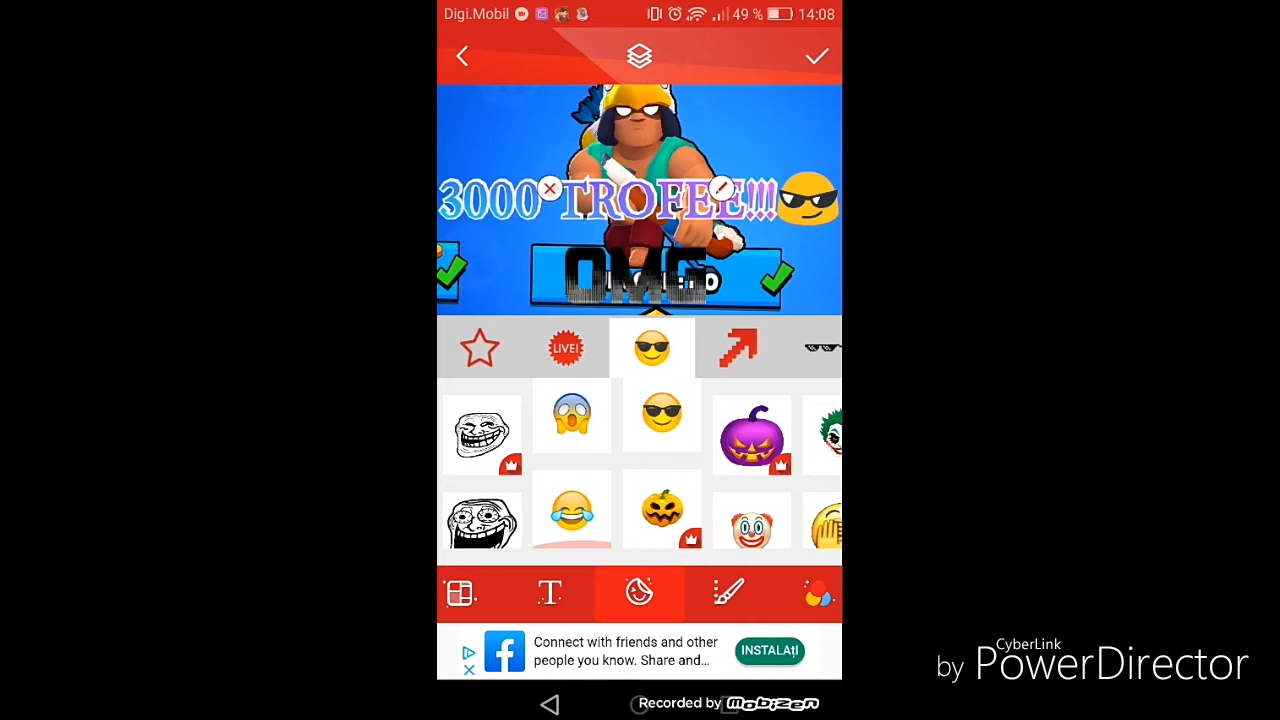 Digi.Mobil
49 %
14:08
3000 TROFEE!!!
OMG
LIVE!
T
Connect with friends and other
people you know. Share and...
INSTALAȚI
Recorded by mobizen
CyberLink
by PowerDirector